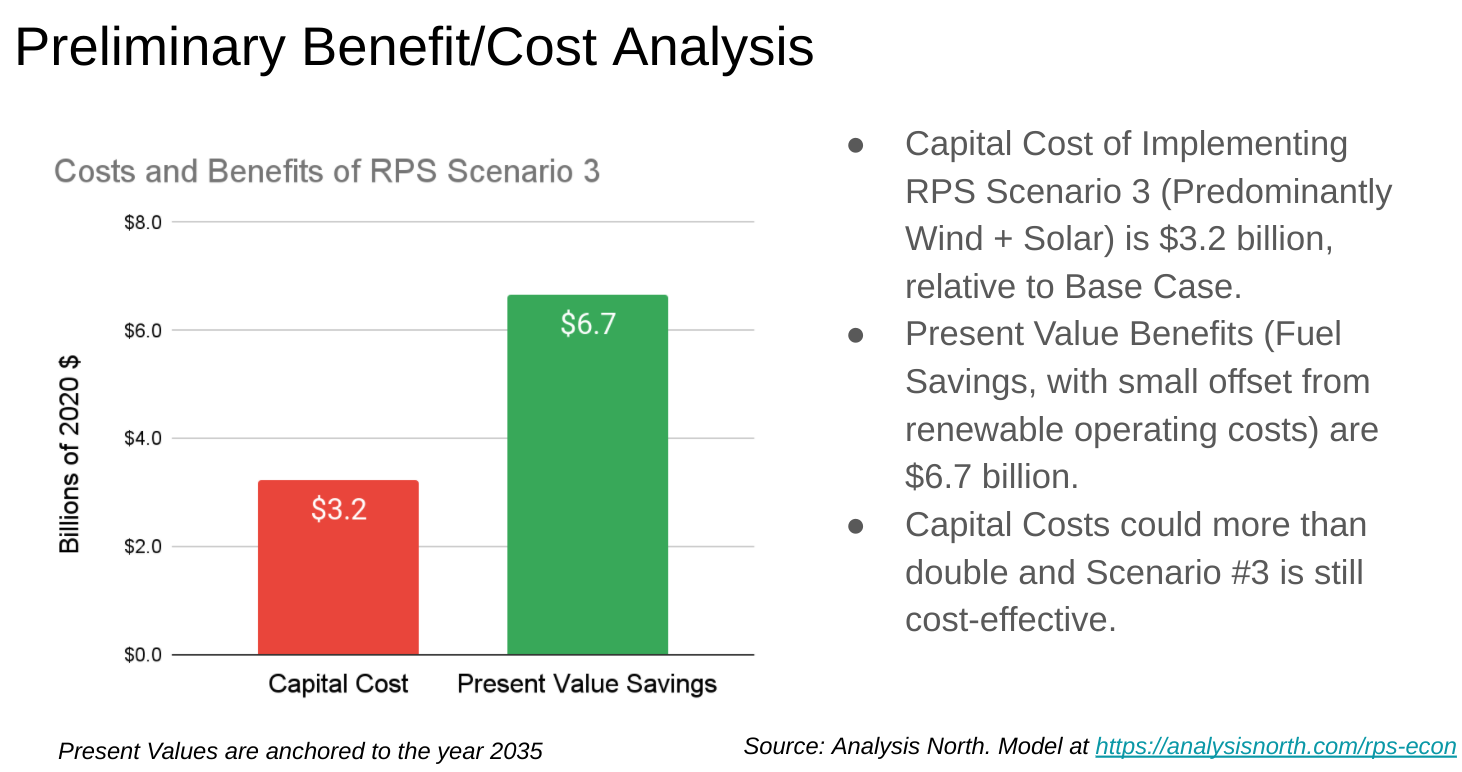 Preliminary Benefit/Cost Analysis
Costs and Benefits of RPS Scenario 3
$8.0
$6.0
$4.0
$2.0
$0.0
Billions of 2020 $
$3.2
$6.7
Capital Cost
Present Value Savings
Present Values are anchored to the year 2035
● Capital Cost of Implementing
RPS Scenario 3 (Predominantly
Wind + Solar) is $3.2 billion,
relative to Base Case.
● Present Value Benefits (Fuel
Savings, with small offset from
renewable operating costs) are
$6.7 billion.
● Capital Costs could more than
double and Scenario #3 is still
cost-effective.
Source: Analysis North. Model at https://analysisnorth.com/rps-econ